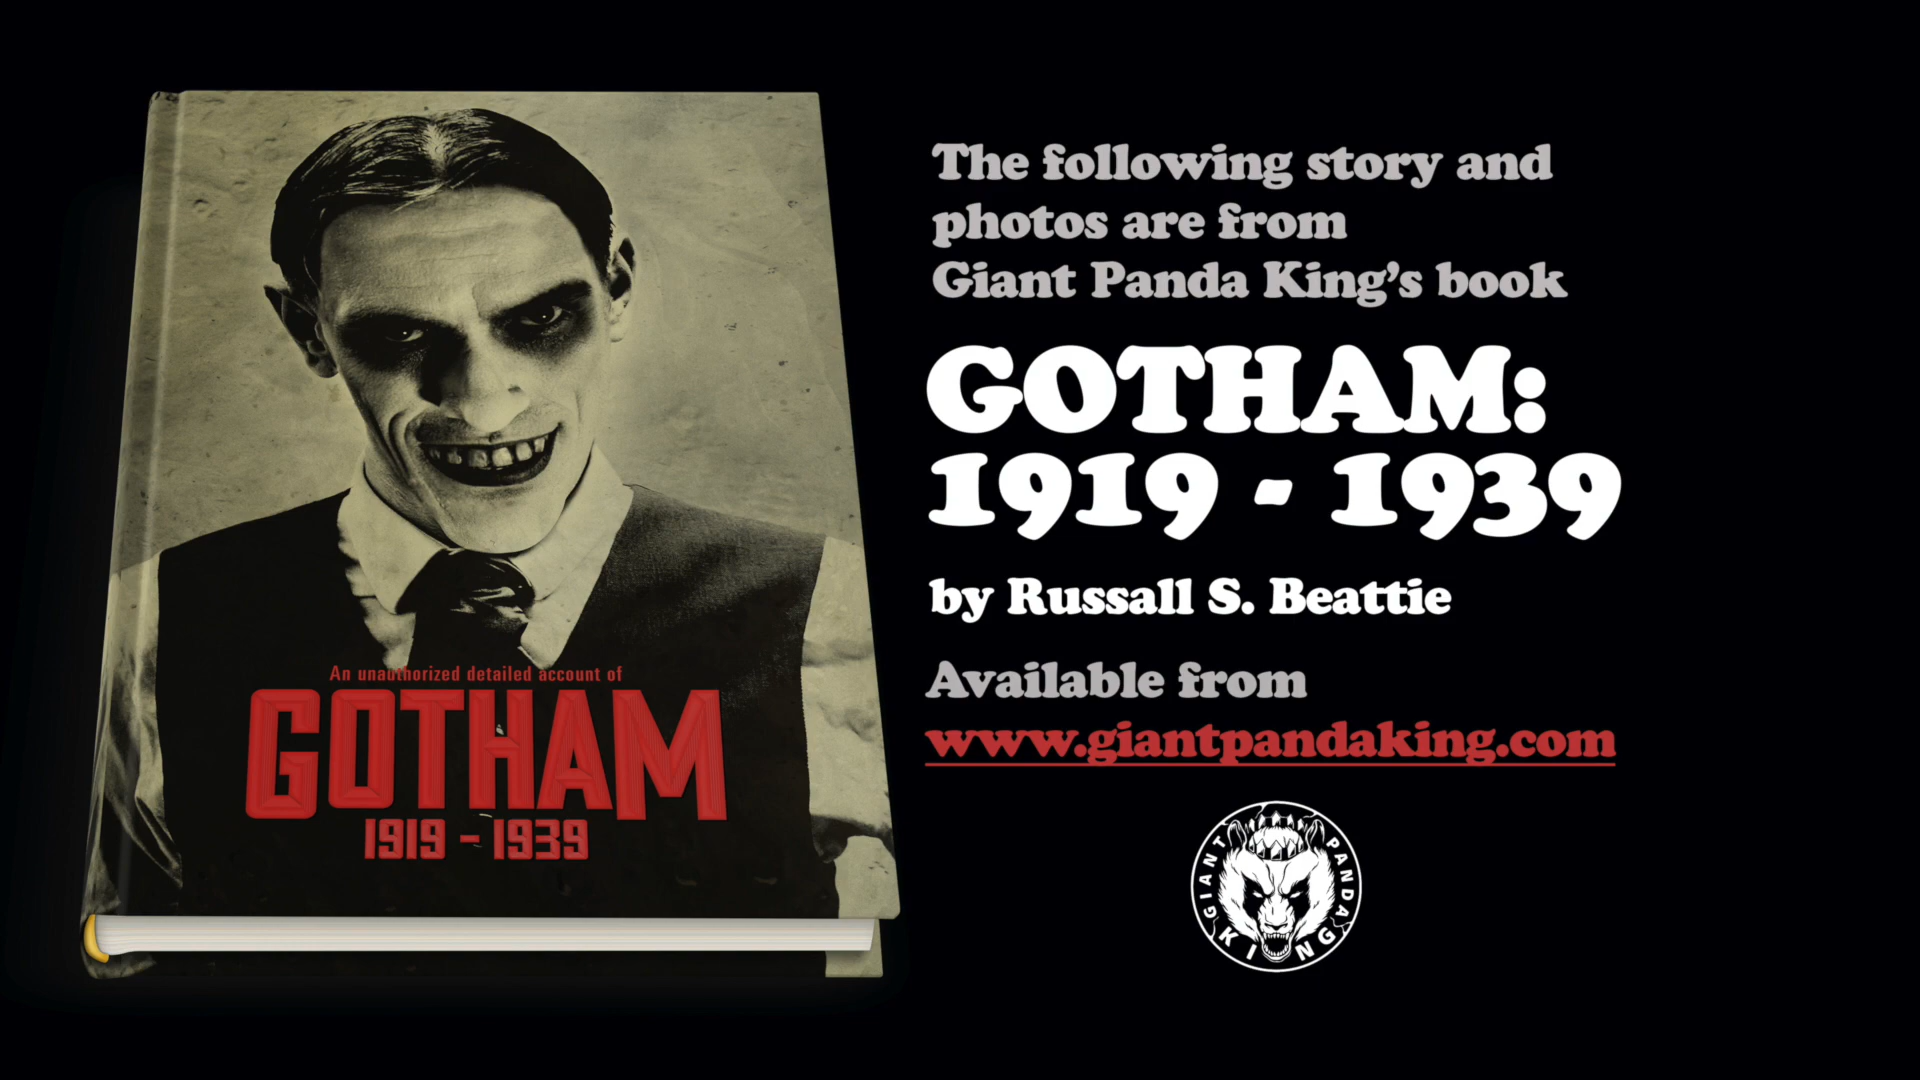 An unauthorized detailed account of
GOTHAM
1919 - 1939
The following story and
photos are from
Giant Panda King's book
GOTHAM:
1919 - 1939
by Russall S. Beattie
Available from
www.giantpandaking.com
GIANT PANDA
KING